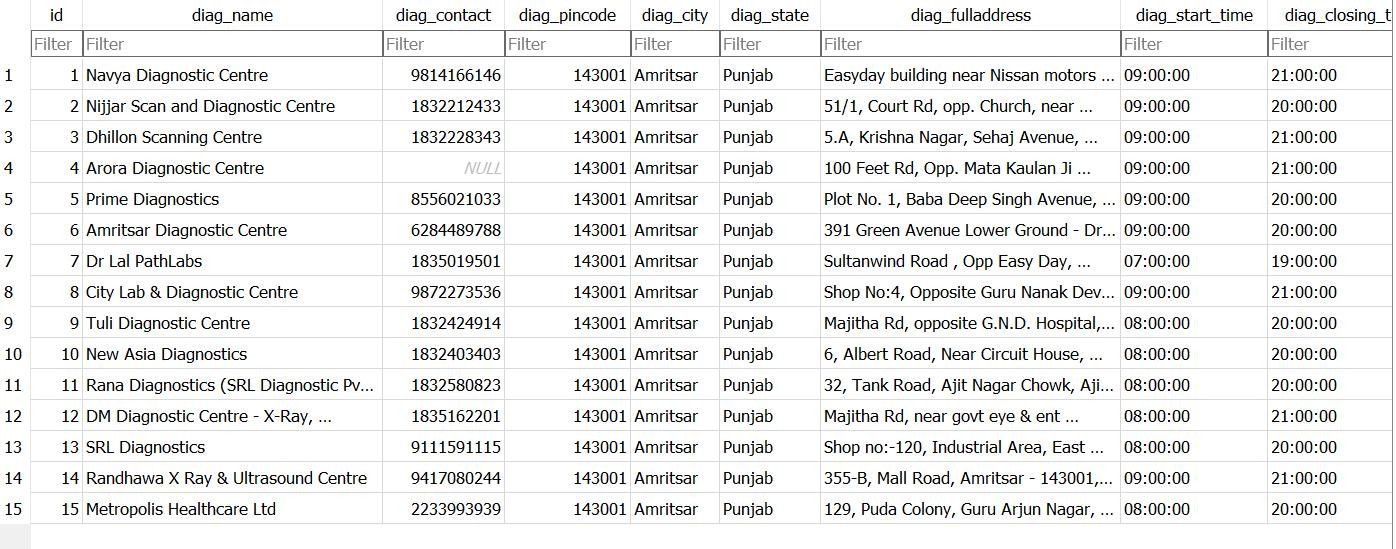 id diag_name diag_contact diag_pincode diag_city diag_state diag_fulladdress diag_start_time diag_closing_t
Filter Filter Filter Filter Filter Filter Filter Filter Filter
1 1 Navya Diagnostic Centre 9814166146 143001 Amritsar Punjab Easyday building near Nissan motors ... 09:00:00 21:00:00
2 2 Nijjar Scan and Diagnostic Centre 1832212433 143001 Amritsar Punjab 51/1, Court Rd, opp. Church, near ... 09:00:00 20:00:00
3 3 Dhillon Scanning Centre 1832228343 143001 Amritsar Punjab 5.A, Krishna Nagar, Sehaj Avenue, ... 09:00:00 21:00:00
4 4 Arora Diagnostic Centre NULL 143001 Amritsar Punjab 100 Feet Rd, Opp. Mata Kaulan Ji ... 09:00:00 21:00:00
5 5 Prime Diagnostics 8556021033 143001 Amritsar Punjab Plot No. 1, Baba Deep Singh Avenue, ... 09:00:00 20:00:00
6 6 Amritsar Diagnostic Centre 6284489788 143001 Amritsar Punjab 391 Green Avenue Lower Ground - Dr... 09:00:00 20:00:00
7 7 Dr Lal PathLabs 1835019501 143001 Amritsar Punjab Sultanwind Road , Opp Easy Day, ... 07:00:00 19:00:00
8 8 City Lab & Diagnostic Centre 9872273536 143001 Amritsar Punjab Shop No:4, Opposite Guru Nanak Dev... 09:00:00 21:00:00
9 9 Tuli Diagnostic Centre 1832424914 143001 Amritsar Punjab Majitha Rd, opposite G.N.D. Hospital,... 08:00:00 20:00:00
10 10 New Asia Diagnostics 1832403403 143001 Amritsar Punjab 6, Albert Road, Near Circuit House, ... 08:00:00 20:00:00
11 11 Rana Diagnostics (SRL Diagnostic Pv... 1832580823 143001 Amritsar Punjab 32, Tank Road, Ajit Nagar Chowk, Aji... 08:00:00 20:00:00
12 12 DM Diagnostic Centre - X-Ray, ... 1835162201 143001 Amritsar Punjab Majitha Rd, near govt eye & ent ... 08:00:00 21:00:00
13 13 SRL Diagnostics 9111591115 143001 Amritsar Punjab Shop no:-120, Industrial Area, East ... 08:00:00 20:00:00
14 14 Randhawa X Ray & Ultrasound Centre 9417080244 143001 Amritsar Punjab 355-B, Mall Road, Amritsar - 143001,... 09:00:00 21:00:00
15 15 Metropolis Healthcare Ltd 2233993939 143001 Amritsar Punjab 129, Puda Colony, Guru Arjun Nagar, ... 08:00:00 20:00:00